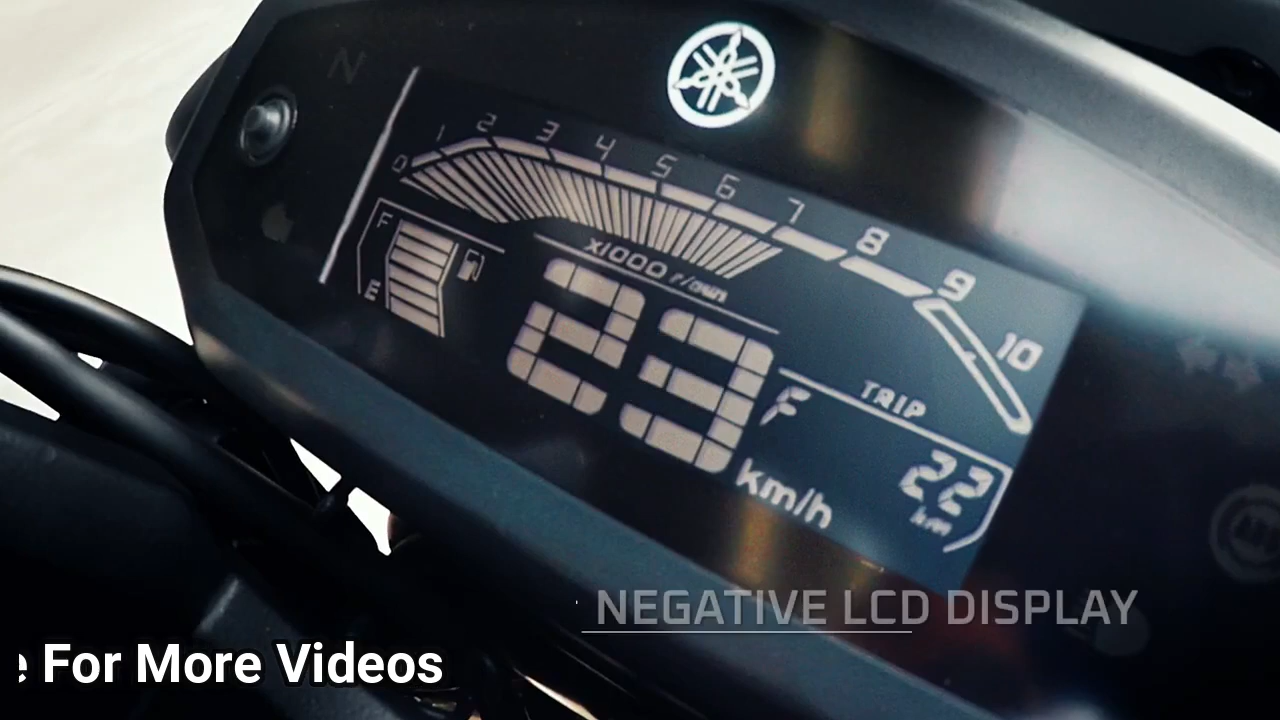 N
0 1 2 3 4 5 6 7 8 9 10
x1000 r/min
F
E
23
km/h
F
TRIP
22
km
NEGATIVE LCD DISPLAY
e For More Videos